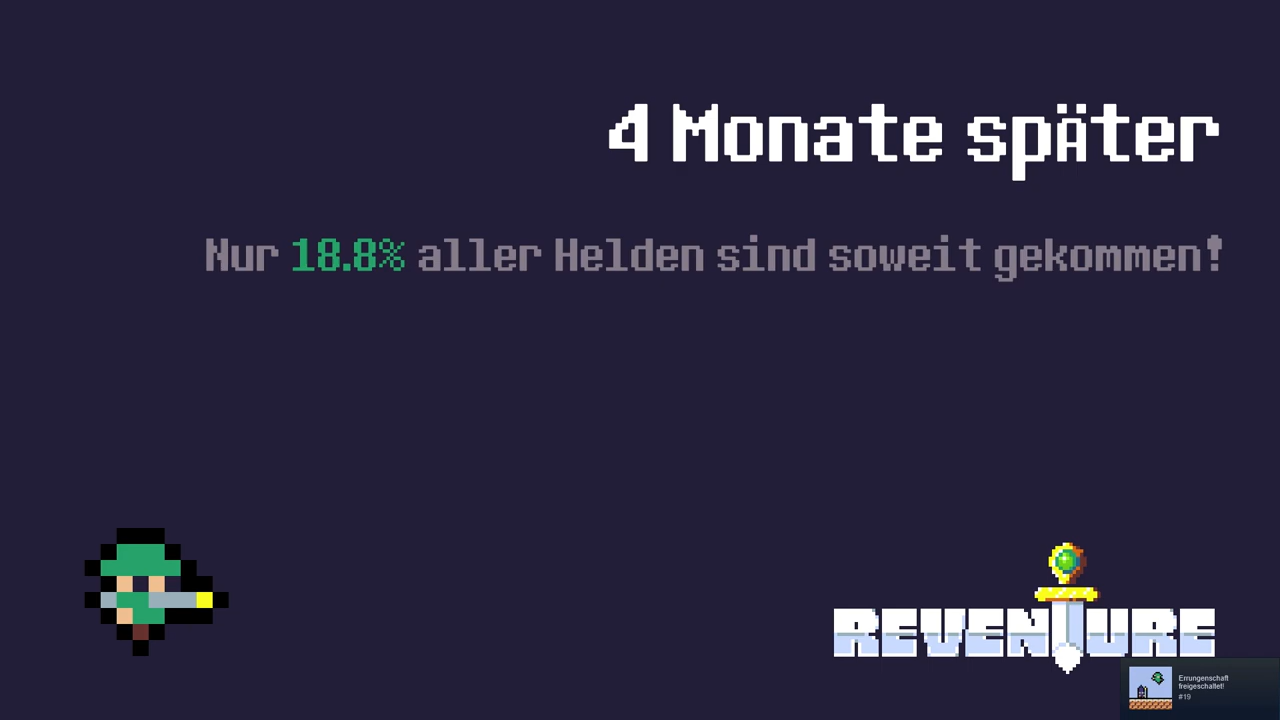 4 Monate später
Nur 18.8% aller Helden sind soweit gekommen!
REVENTURE
Errungenschaft
freigeschaltet!
#19